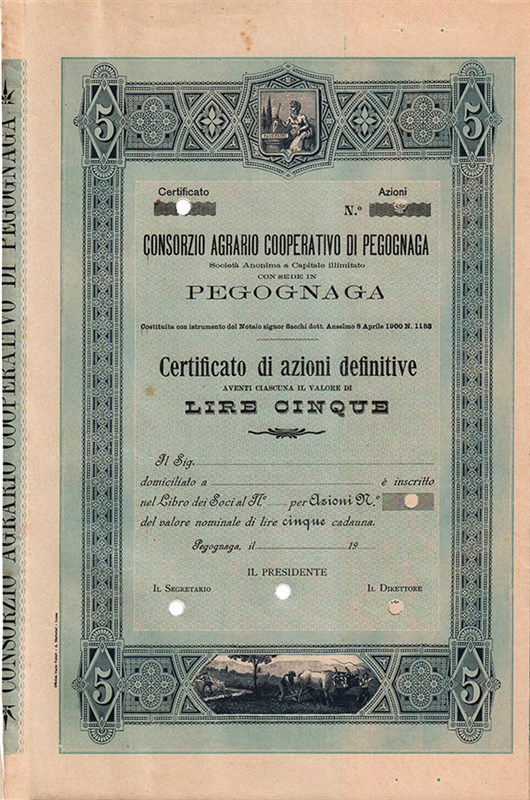 CONSORZIO AGRARIO COOPERATIVO DI PEGOGNAGA
5
5
Certificato
Azioni
N.º
CONSORZIO AGRARIO COOPERATIVO DI PEGOGNAGA
Società Anonima a Capitale illimitato
CON SEDE IN
PEGOGNAGA
Costituita con istrumento del Notaio signor Sacchi dott. Anselmo 8 Aprile 1900 N. 1183
Certificato di azioni definitive
AVENTI CIASCUNA IL VALORE DI
LIRE CINQUE
Il Sig.
domiciliato a è inscritto
nel Libro dei Soci al N.º per Azioni N.º
del valore nominale di lire cinque cadauna.
Pegognaga, il 19
IL PRESIDENTE
IL SEGRETARIO IL DIRETTORE
5
5